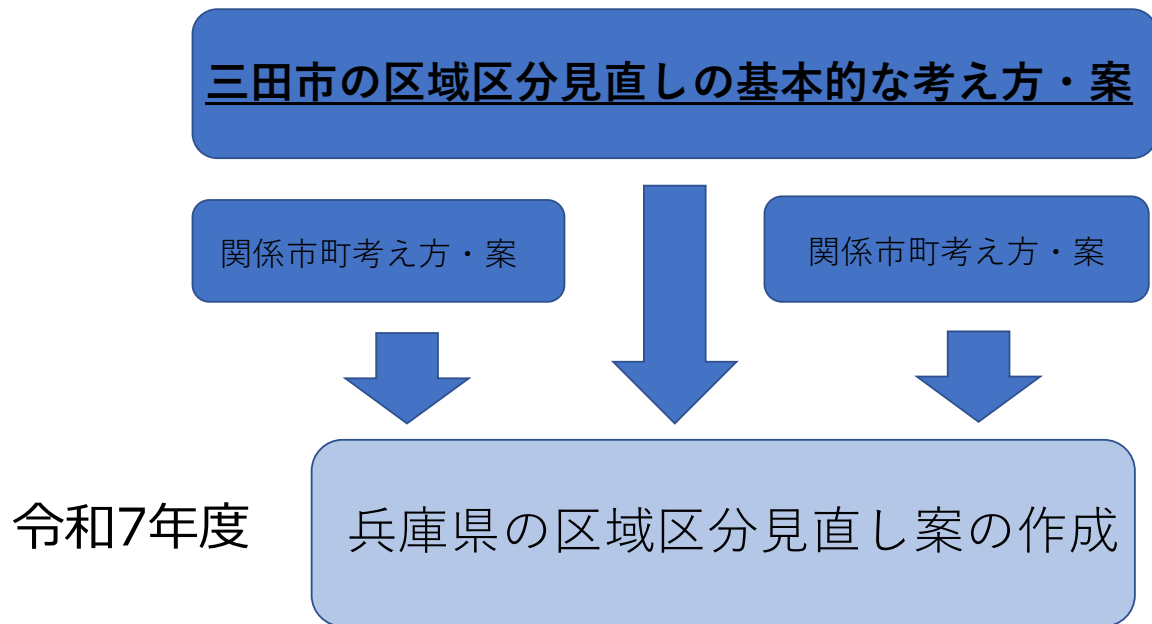 三田市の区域区分見直しの基本的な考え方・案
関係市町考え方・案
関係市町考え方・案
令和7年度
兵庫県の区域区分見直し案の作成